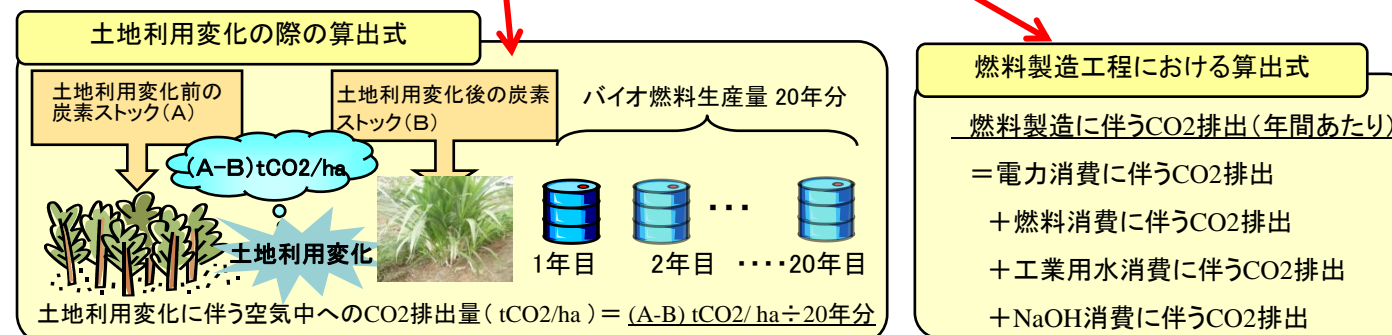 土地利用変化の際の算出式
土地利用変化前の
炭素ストック(A)
土地利用変化後の炭素
ストック(B)
バイオ燃料生産量 20年分
(A-B)tCO2/ha
土地利用変化
・・・
1年目 2年目 ・・・・20年目
土地利用変化に伴う空気中へのCO2排出量( tCO2/ha )= (A-B) tCO2/ ha÷20年分
燃料製造工程における算出式
燃料製造に伴うCO2排出(年間あたり)
=電力消費に伴うCO2排出
+燃料消費に伴うCO2排出
+工業用水消費に伴うCO2排出
+NaOH消費に伴うCO2排出